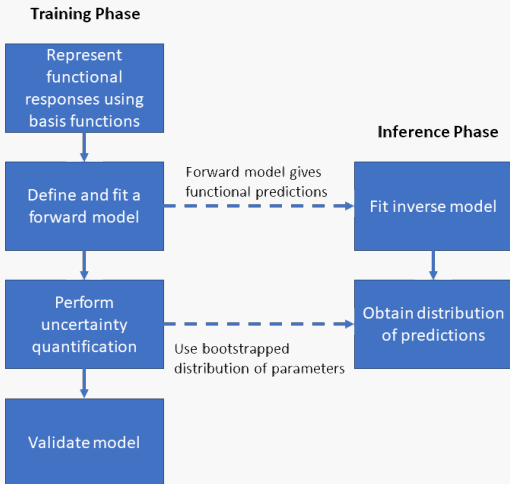 Training Phase
Represent
functional
responses using
basis functions
Inference Phase
Define and fit a
forward model
Forward model gives
functional predictions
Fit inverse model
Perform
uncertainty
quantification
Use bootstrapped
distribution of parameters
Obtain distribution
of predictions
Validate model